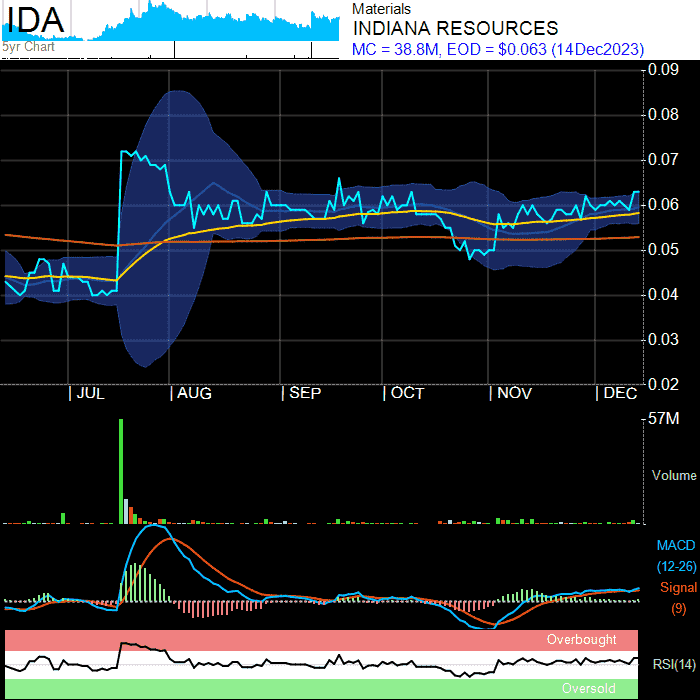 IDA
5yr Chart
Materials
INDIANA RESOURCES
MC = 38.8M, EOD = $0.063 (14Dec2023)
0.09
0.08
0.07
0.06
0.05
0.04
0.03
0.02
| JUL | AUG | SEP | OCT | NOV | DEC
57M
Volume
MACD
(12-26)
Signal
(9)
Overbought
RSI(14)
Oversold